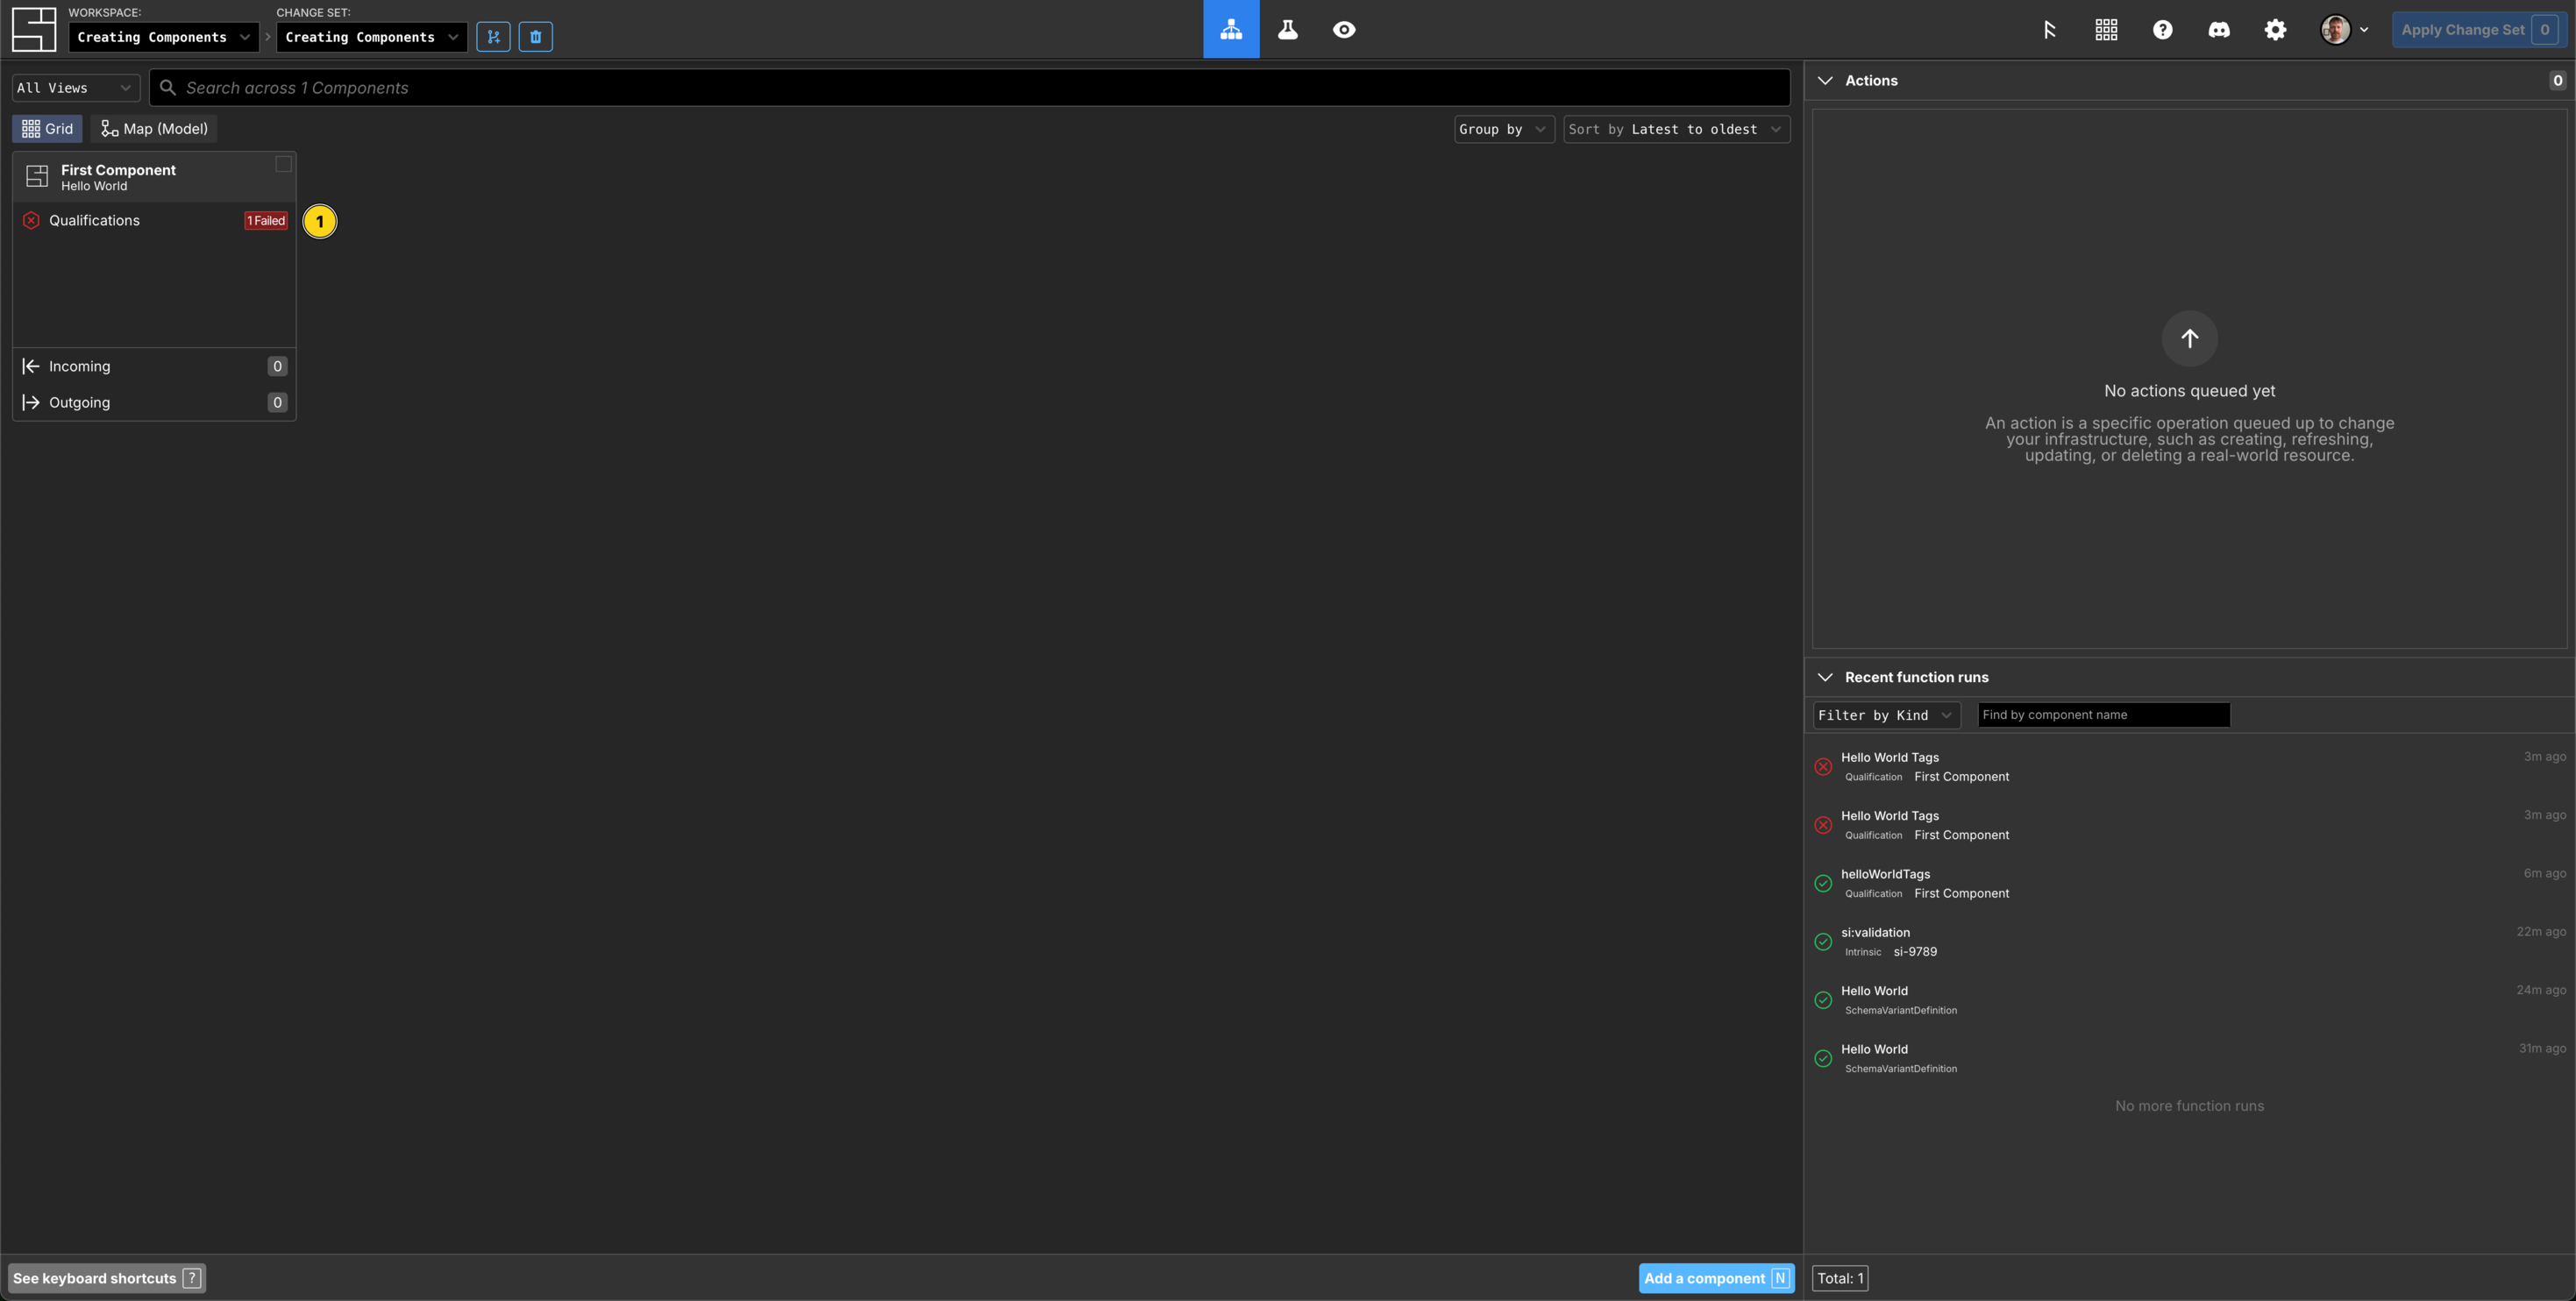 WORKSPACE:
Creating Components
CHANGE SET:
Creating Components
Apply Change Set 0
All Views
Search across 1 Components
Grid
Map (Model)
Group by
Sort by Latest to oldest
First Component
Hello World
Qualifications
1 Failed
1
Incoming
0
Outgoing
0
Actions
0
No actions queued yet
An action is a specific operation queued up to change
your infrastructure, such as creating, refreshing,
updating, or deleting a real-world resource.
Recent function runs
Filter by Kind
Find by component name
Hello World Tags
3m ago
Qualification First Component
Hello World Tags
3m ago
Qualification First Component
helloWorldTags
6m ago
Qualification First Component
si:validation
22m ago
Intrinsic si-9789
Hello World
24m ago
SchemaVariantDefinition
Hello World
31m ago
SchemaVariantDefinition
No more function runs
See keyboard shortcuts ?
Add a component N
Total: 1